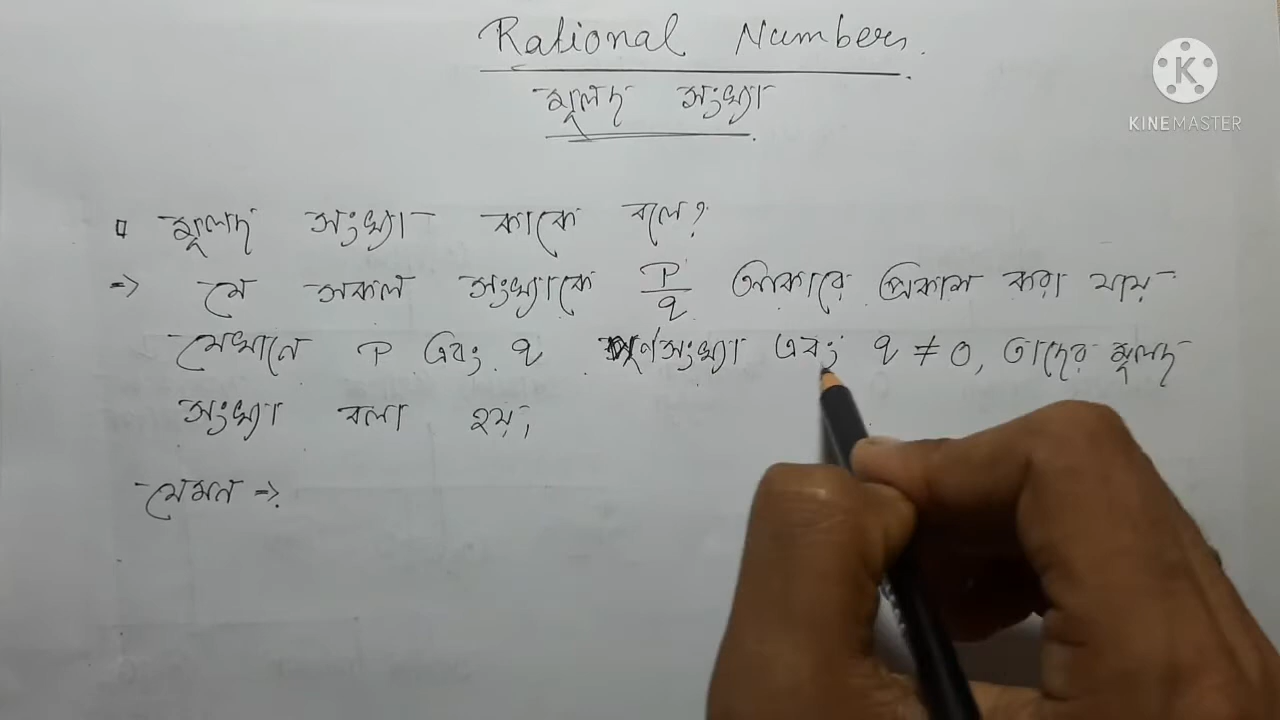 Rational Numbers.
মূলদ সংখ্যা
KINEMASTER
মূলদ সংখ্যা কাকে বলে?
=> যে সকল সংখ্যাকে P/q আকারে প্রকাশ করা যায়
যেখানে P এবং q পূর্ণসংখ্যা এবং q ≠ 0, তাদের মূলদ
সংখ্যা বলা হয়।
যেমন =>